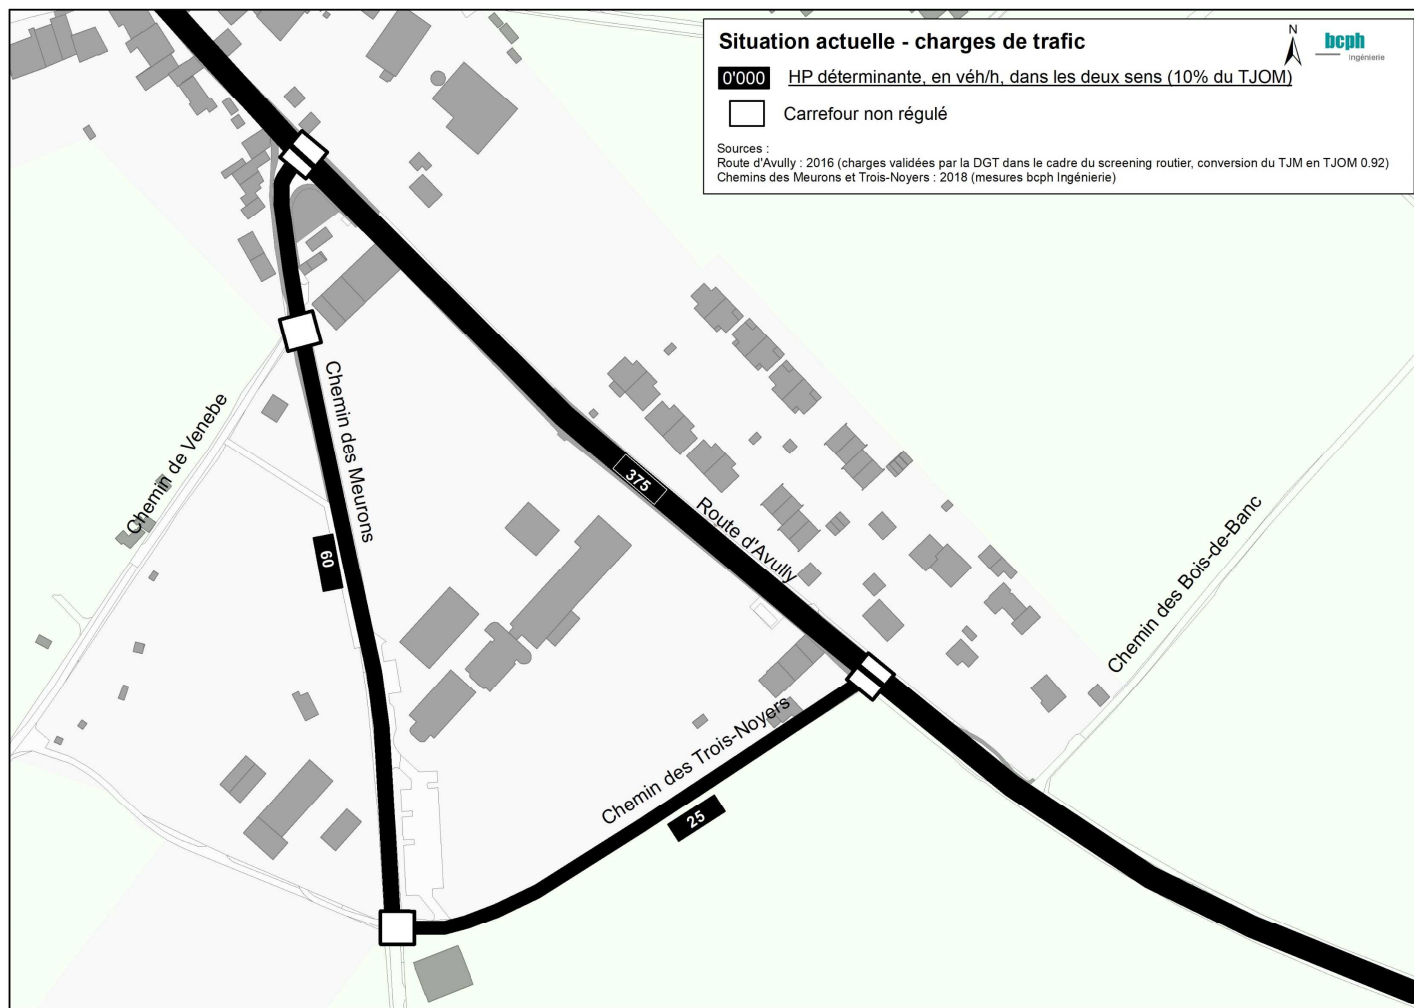 Situation actuelle - charges de trafic
N
bcph
Ingénierie
0'000 HP déterminante, en véh/h, dans les deux sens (10% du TJOM)
Carrefour non régulé
Sources :
Route d'Avully : 2016 (charges validées par la DGT dans le cadre du screening routier, conversion du TJM en TJOM 0.92)
Chemins des Meurons et Trois-Noyers : 2018 (mesures bcph Ingénierie)
Chemin des Meurons
Chemin de Venebe
375
Route d'Avully
60
Chemin des Bois-de-Banc
Chemin des Trois-Noyers
25